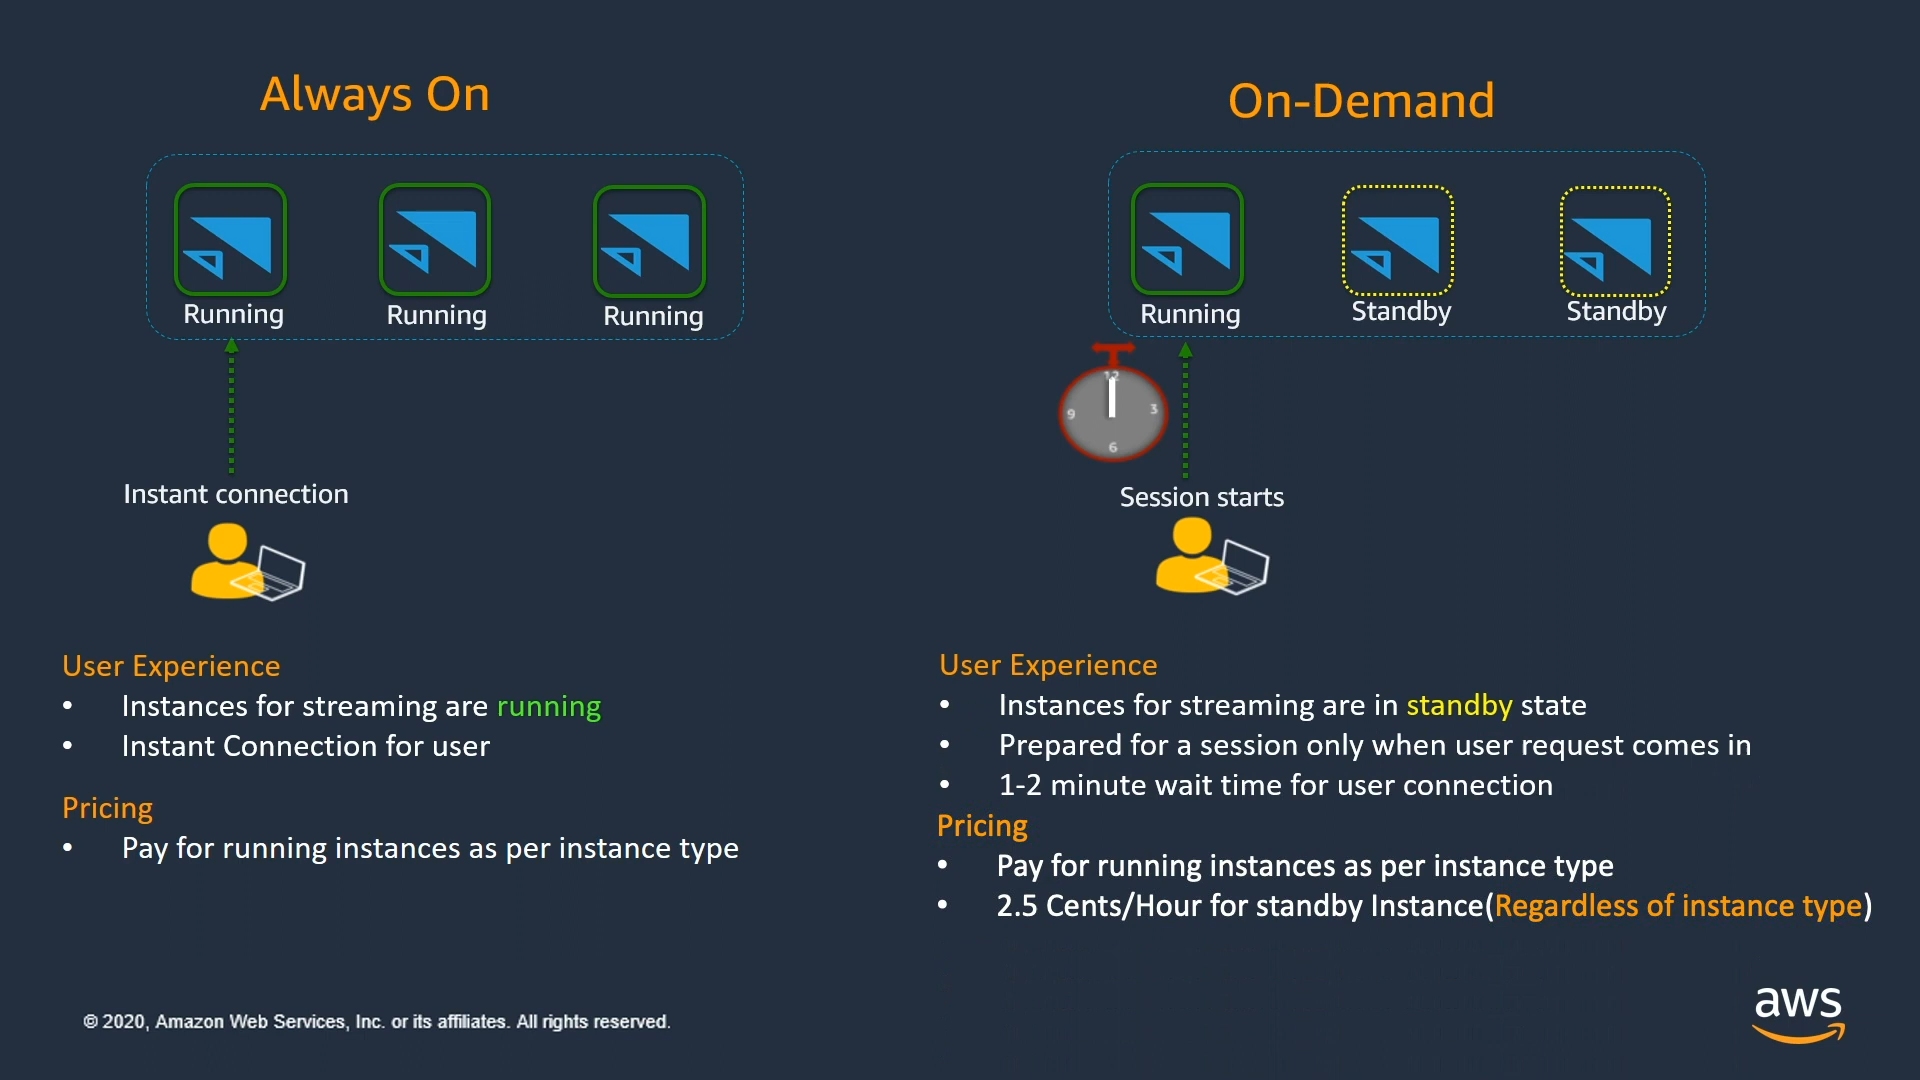 Always On
Running
Running
Running
Instant connection
User Experience
• Instances for streaming are running
• Instant Connection for user
Pricing
• Pay for running instances as per instance type
On-Demand
Running
Standby
Standby
12
3
6
9
Session starts
User Experience
• Instances for streaming are in standby state
• Prepared for a session only when user request comes in
• 1-2 minute wait time for user connection
Pricing
• Pay for running instances as per instance type
• 2.5 Cents/Hour for standby Instance(Regardless of instance type)
© 2020, Amazon Web Services, Inc. or its affiliates. All rights reserved.
aws